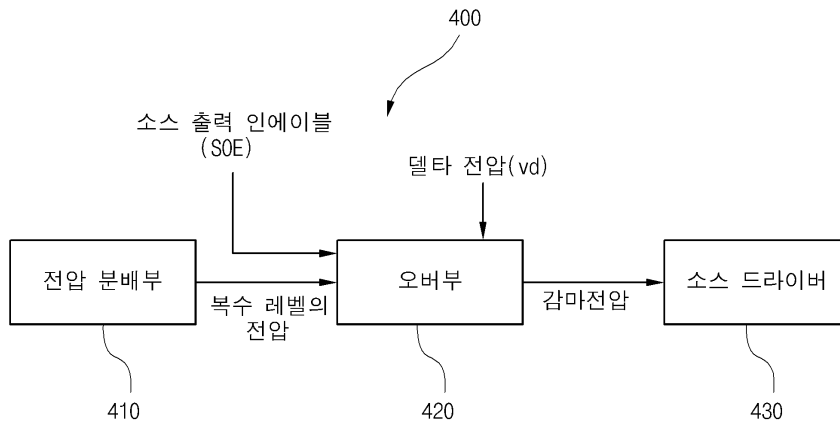 400
소스 출력 인에이블
(SOE)
델타 전압(vd)
전압 분배부
오버부
소스 드라이버
복수 레벨의
전압
감마전압
410
420
430